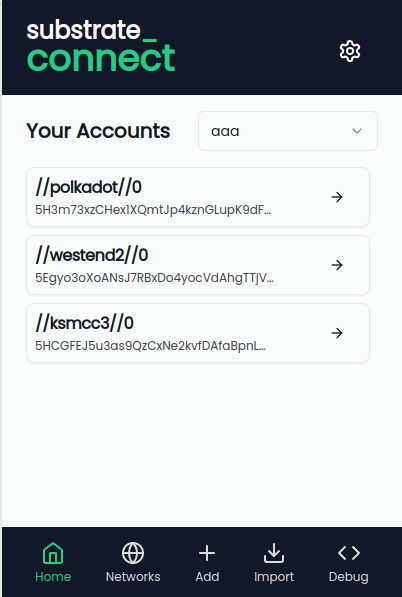 substrate_
connect
Your Accounts
aaa
//polkadot//0
5H3m73xzCHex1XQmtJp4kznGLupK9dF...
//westend2//0
5Egyo3oXoANsJ7RBxDo4yocVdAhgTTjV...
//ksmcc3//0
5HCGFEJ5u3as9QzCxNe2kvfDAfaBpnL...
Home
Networks
Add
Import
Debug